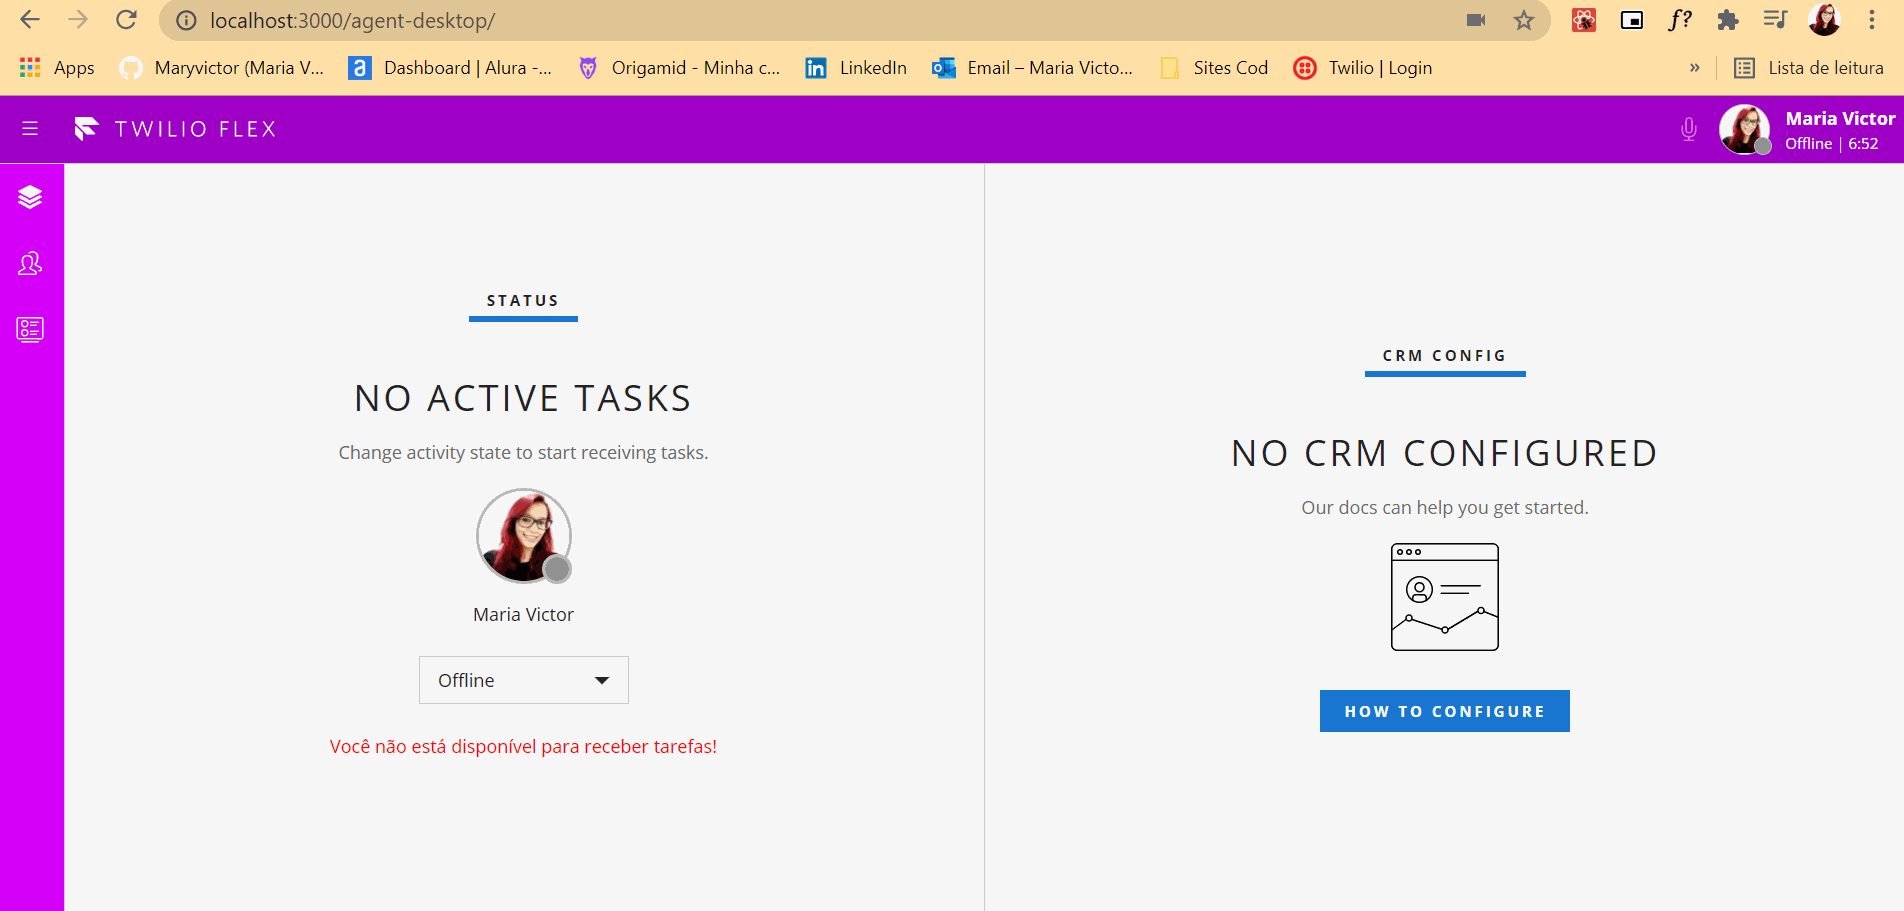 localhost:3000/agent-desktop/
f?
Apps
Maryvictor (Maria V...
a
Dashboard | Alura -...
Origamid - Minha c...
in
LinkedIn
Email – Maria Victo...
Sites Cod
Twilio | Login
»
Lista de leitura
TWILIO FLEX
Maria Victor
Offline | 6:52
STATUS
NO ACTIVE TASKS
Change activity state to start receiving tasks.
Maria Victor
Offline
Você não está disponível para receber tarefas!
CRM CONFIG
NO CRM CONFIGURED
Our docs can help you get started.
HOW TO CONFIGURE